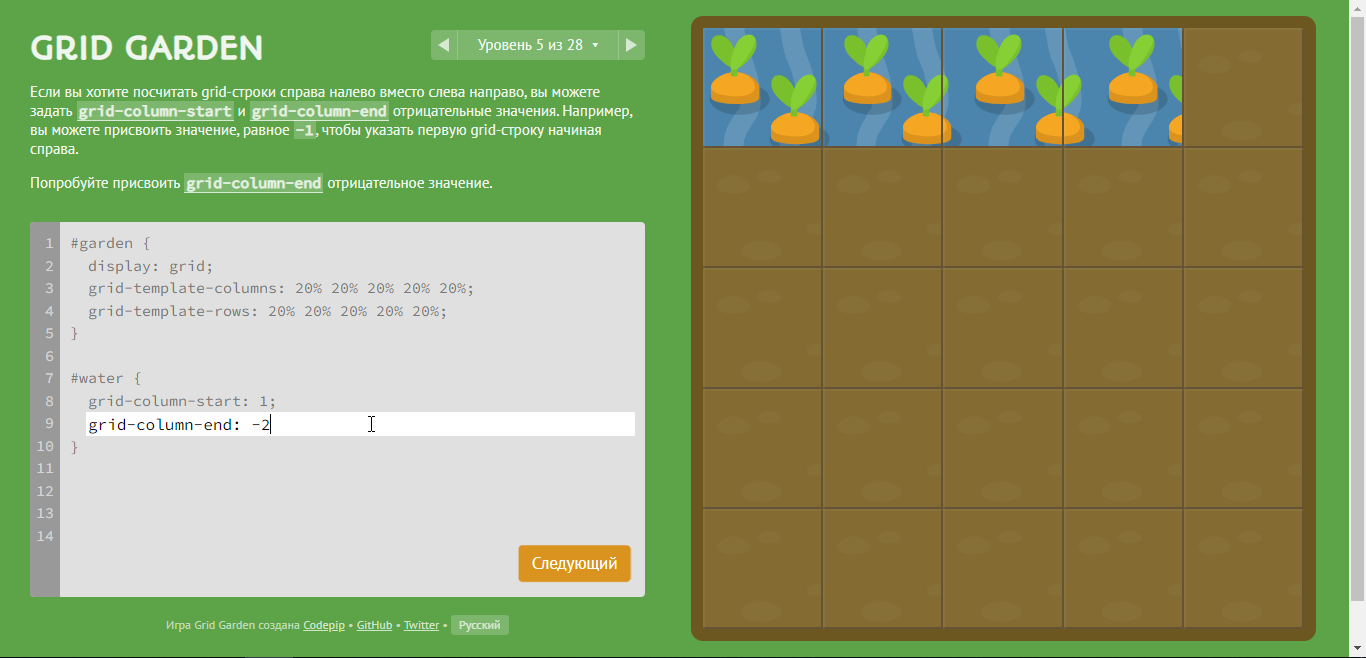 GRID GARDEN
Уровень 5 из 28
Если вы хотите посчитать grid-строки справа налево вместо слева направо, вы можете
задать grid-column-start и grid-column-end отрицательные значения. Например,
вы можете присвоить значение, равное -1, чтобы указать первую grid-строку начиная
справа.
Попробуйте присвоить grid-column-end отрицательное значение.
1 #garden {
2 display: grid;
3 grid-template-columns: 20% 20% 20% 20% 20%;
4 grid-template-rows: 20% 20% 20% 20% 20%;
5 }
6
7 #water {
8 grid-column-start: 1;
9 grid-column-end: -2
10 }
11
12
13
14
Следующий
Игра Grid Garden создана Codepip • GitHub • Twitter • Русский